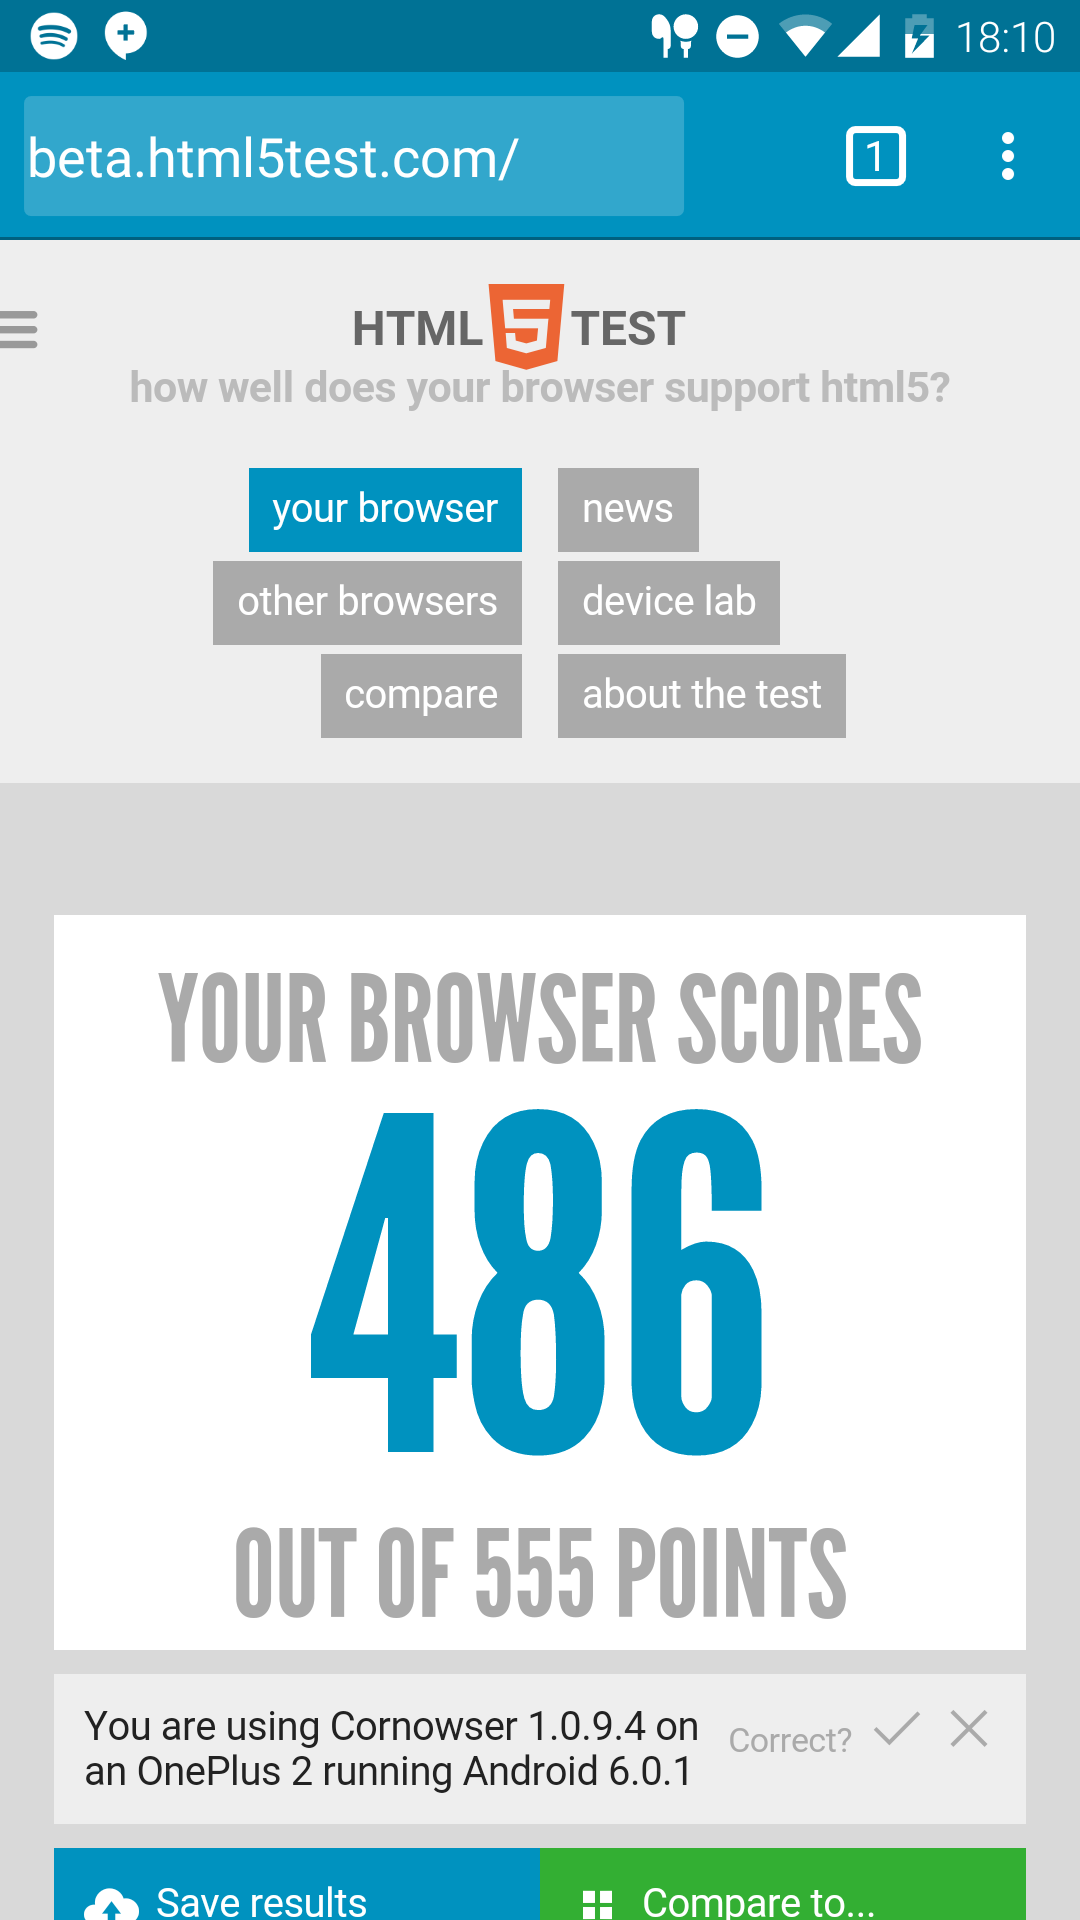 18:10
beta.html5test.com/
1
HTML 5 TEST
how well does your browser support html5?
your browser
news
other browsers
device lab
compare
about the test
YOUR BROWSER SCORES
486
OUT OF 555 POINTS
You are using Cornowser 1.0.9.4 on
an OnePlus 2 running Android 6.0.1
Correct?
Save results
Compare to...